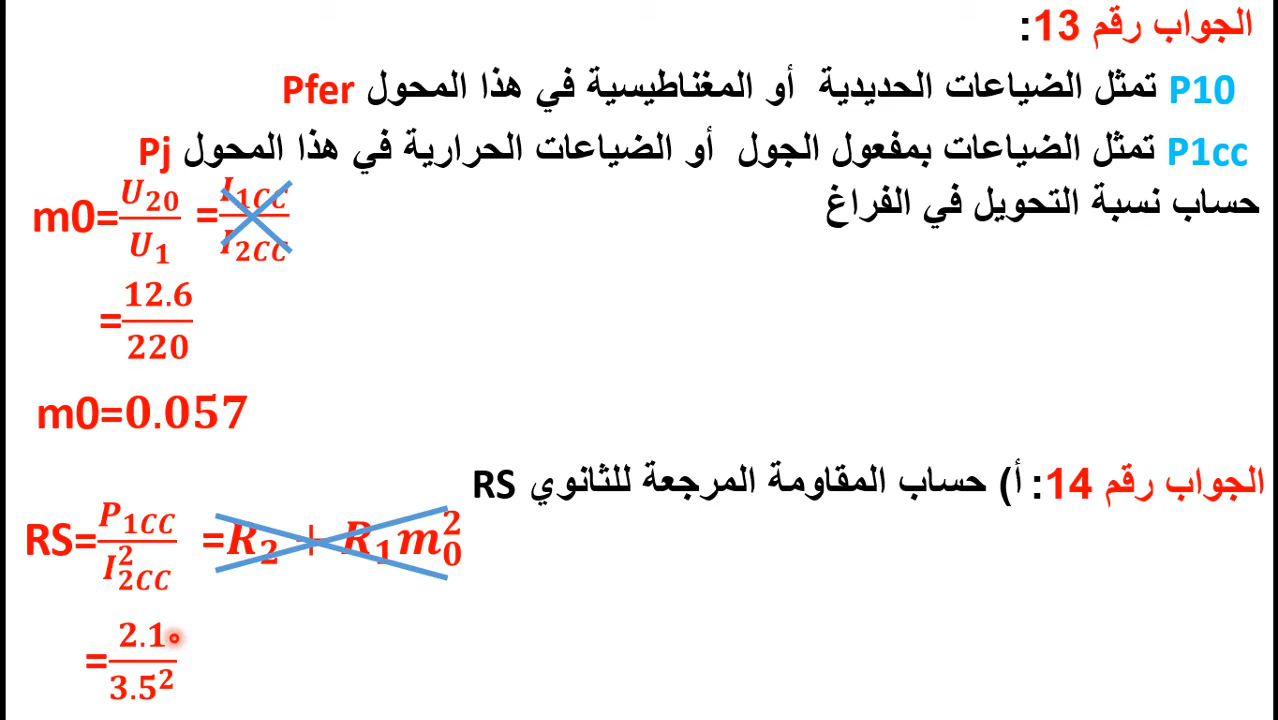 الجواب رقم 13:
P10 تمثل الضياعات الحديدية أو المغناطيسية في هذا المحول Pfer
P1cc تمثل الضياعات بمفعول الجول أو الضياعات الحرارية في هذا المحول Pj
حساب نسبة التحويل في الفراغ
m0=U₂₀/U₁ =I₁CC/I₂CC
=12.6/220
m0=0.057
الجواب رقم 14: أ) حساب المقاومة المرجعة للثانوي RS
RS=P₁CC/I²₂CC =R₂ + R₁m₀²
=2.1/3.5²